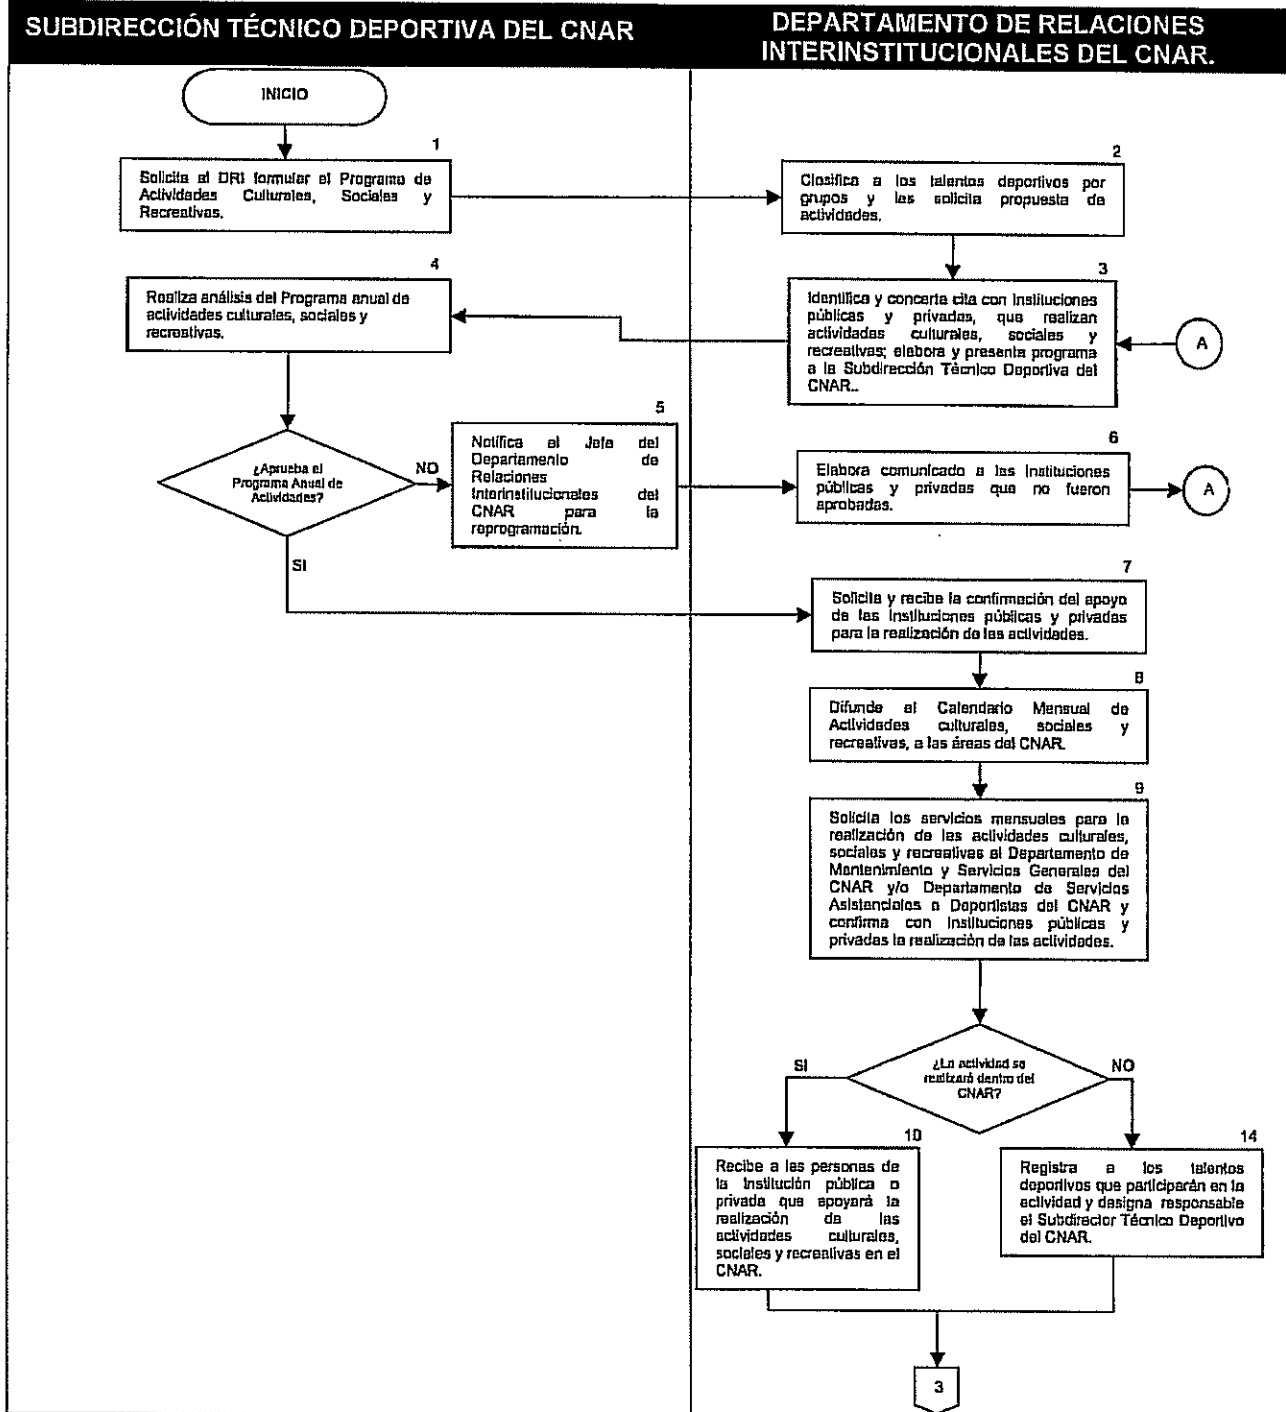 SUBDIRECCIÓN TÉCNICO DEPORTIVA DEL CNAR
DEPARTAMENTO DE RELACIONES
INTERINSTITUCIONALES DEL CNAR.
INICIO
1
Solicita al DRI formular el Programa de
Actividades Culturales, Sociales y
Recreativas.
2
Clasifica a los talentos deportivos por
grupos y les solicita propuesta de
actividades.
3
Identifica y concerta cita con Instituciones
públicas y privadas, que realizan
actividades culturales, sociales y
recreativas; elabora y presenta programa
a la Subdirección Técnico Deportiva del
CNAR..
A
4
Realiza análisis del Programa anual de
actividades culturales, sociales y
recreativas.
¿Aprueba el
Programa Anual de
Actividades?
NO
SI
5
Notifica al Jefe del
Departamento de
Relaciones
Interinstitucionales del
CNAR para la
reprogramación.
6
Elabora comunicado a las Instituciones
públicas y privadas que no fueron
aprobadas.
A
7
Solicita y recibe la confirmación del apoyo
de las Instituciones públicas y privadas
para la realización de las actividades.
8
Difunde el Calendario Mensual de
Actividades culturales, sociales y
recreativas, a las áreas del CNAR.
9
Solicita los servicios mensuales para la
realización de las actividades culturales,
sociales y recreativas al Departamento de
Mantenimiento y Servicios Generales del
CNAR y/o Departamento de Servicios
Asistenciales a Deportistas del CNAR y
confirma con Instituciones públicas y
privadas la realización de las actividades.
¿La actividad se
realizará dentro del
CNAR?
SI
NO
10
Recibe a las personas de
la Institución pública o
privada que apoyará la
realización de las
actividades culturales,
sociales y recreativas en el
CNAR.
14
Registra a los talentos
deportivos que participarán en la
actividad y designa responsable
al Subdirector Técnico Deportivo
del CNAR.
3